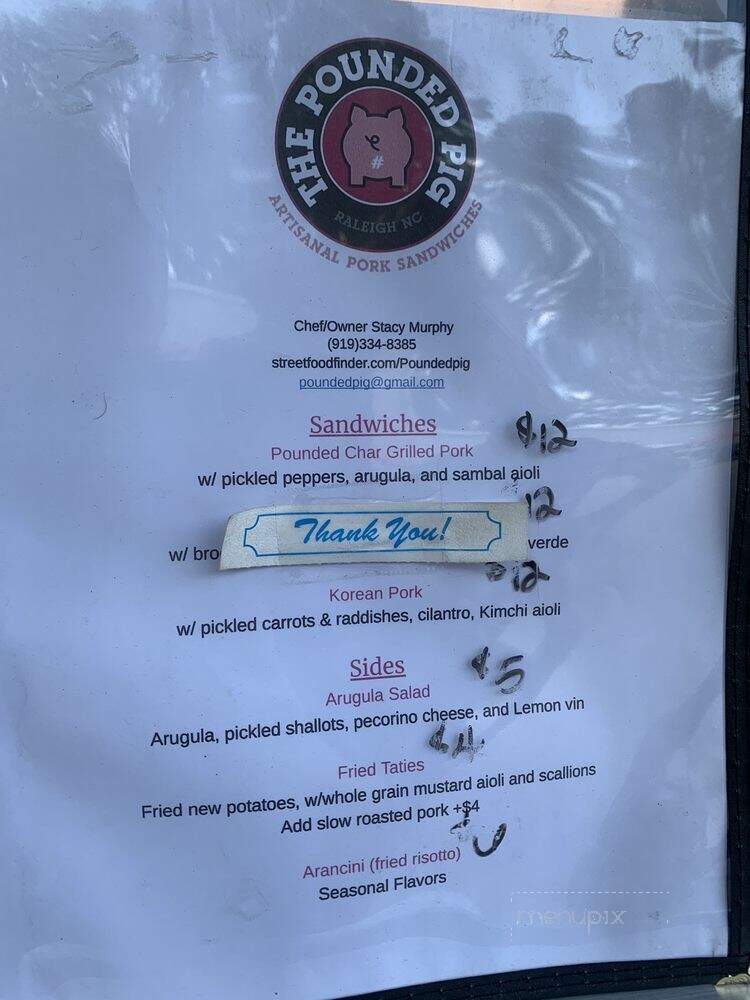 THE POUNDED PIG
#
RALEIGH NC
ARTISANAL PORK SANDWICHES
Chef/Owner Stacy Murphy
(919)334-8385
streetfoodfinder.com/Poundedpig
poundedpig@gmail.com
Sandwiches
$12
Pounded Char Grilled Pork
w/ pickled peppers, arugula, and sambal aioli
12
Thank You!
w/ bro verde
$12
Korean Pork
w/ pickled carrots & raddishes, cilantro, Kimchi aioli
Sides
$5
Arugula Salad
Arugula, pickled shallots, pecorino cheese, and Lemon vin
$4
Fried Taties
Fried new potatoes, w/whole grain mustard aioli and scallions
Add slow roasted pork +$4
Arancini (fried risotto)
Seasonal Flavors
menupix